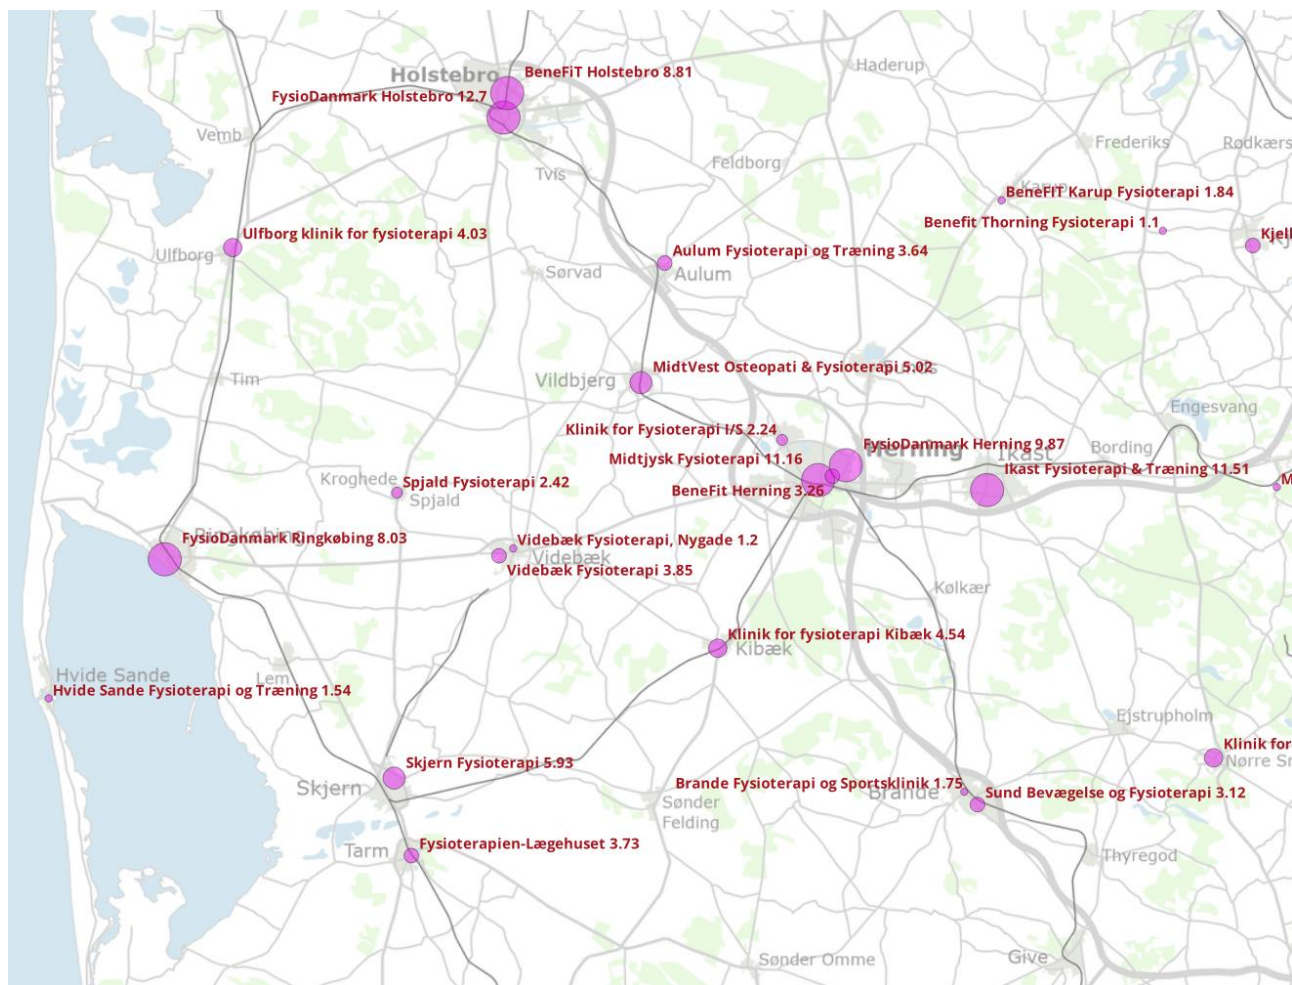 Holstebro
BeneFiT Holstebro 8.81
Haderup
FysioDanmark Holstebro 12.7
Vemb
Frederiks
Rødkærs
Feldborg
Tvis
BeneFIT Karup Fysioterapi 1.84
Benefit Thorning Fysioterapi 1.1
Ulfborg klinik for fysioterapi 4.03
Kjell
Ulfborg
Aulum Fysioterapi og Træning 3.64
Sørvad
Aulum
MidtVest Osteopati & Fysioterapi 5.02
Tim
Vildbjerg
Engesvang
Klinik for Fysioterapi I/S 2.24
FysioDanmark Herning 9.87
Bording
Herning
Ikast
Midtjysk Fysioterapi 11.16
Ikast Fysioterapi & Træning 11.51
Kroghede
Spjald Fysioterapi 2.42
BeneFit Herning 3.26
M
Spjald
Ringkøbing
FysioDanmark Ringkøbing 8.03
Videbæk Fysioterapi, Nygade 1.2
Videbæk
Videbæk Fysioterapi 3.85
Kølkær
Klinik for fysioterapi Kibæk 4.54
Kibæk
Hvide Sande
Lem
Hvide Sande Fysioterapi og Træning 1.54
Ejstrupholm
Klinik for
Nørre Sn
Skjern Fysioterapi 5.93
Skjern
Brande Fysioterapi og Sportsklinik 1.75
Brande
Sund Bevægelse og Fysioterapi 3.12
Sønder
Felding
Fysioterapien-Lægehuset 3.73
Tarm
Thyregod
Sønder Omme
Give